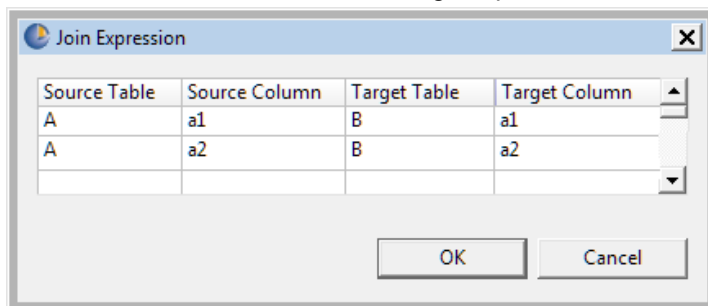 Join Expression
Source Table Source Column Target Table Target Column
A a1 B a1
A a2 B a2
OK Cancel